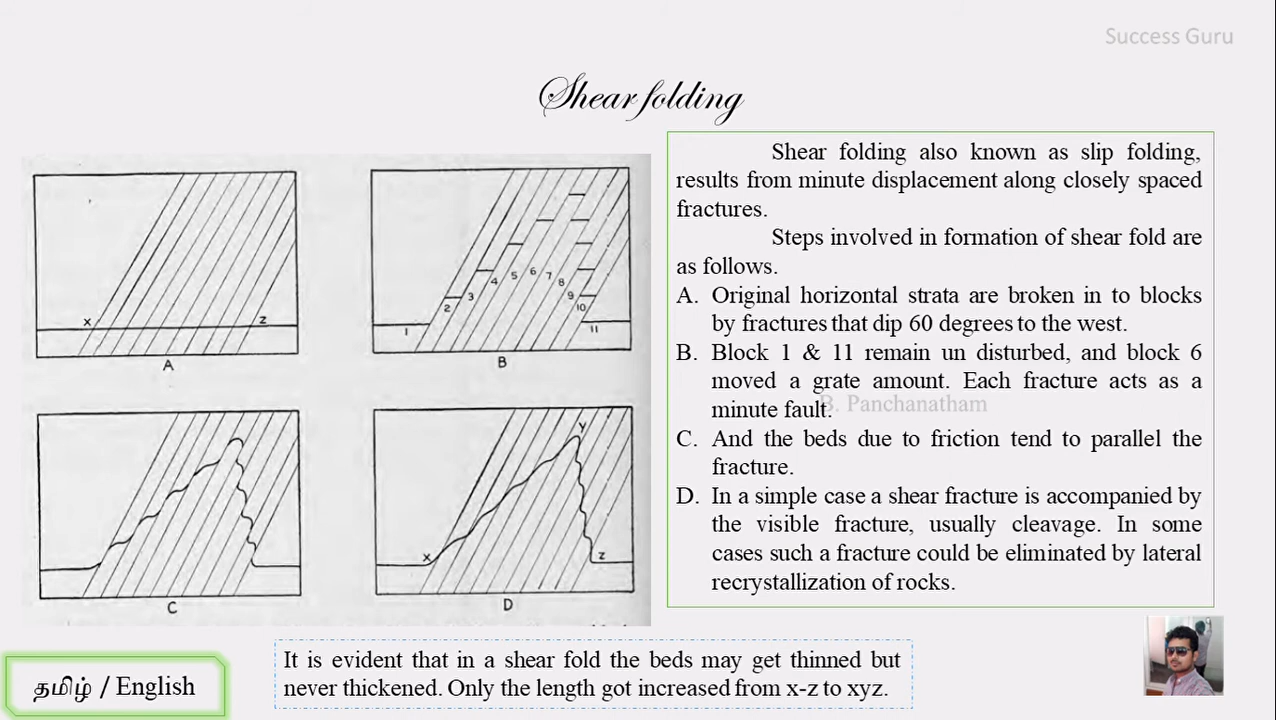 Success Guru
Shear folding
Shear folding also known as slip folding,
results from minute displacement along closely spaced
fractures.
Steps involved in formation of shear fold are
as follows.
A. Original horizontal strata are broken in to blocks
by fractures that dip 60 degrees to the west.
B. Block 1 & 11 remain un disturbed, and block 6
moved a grate amount. Each fracture acts as a
minute fault.
B. Panchanatham
C. And the beds due to friction tend to parallel the
fracture.
D. In a simple case a shear fracture is accompanied by
the visible fracture, usually cleavage. In some
cases such a fracture could be eliminated by lateral
recrystallization of rocks.
x z
A
1 2 3 4 5 6 7 8 9 10 11
B
C
x y z
D
It is evident that in a shear fold the beds may get thinned but
never thickened. Only the length got increased from x-z to xyz.
தமிழ் / English